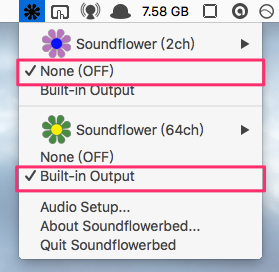 7.58 GB
Soundflower (2ch)
None (OFF)
Built-in Output
Soundflower (64ch)
None (OFF)
Built-in Output
Audio Setup...
About Soundflowerbed...
Quit Soundflowerbed